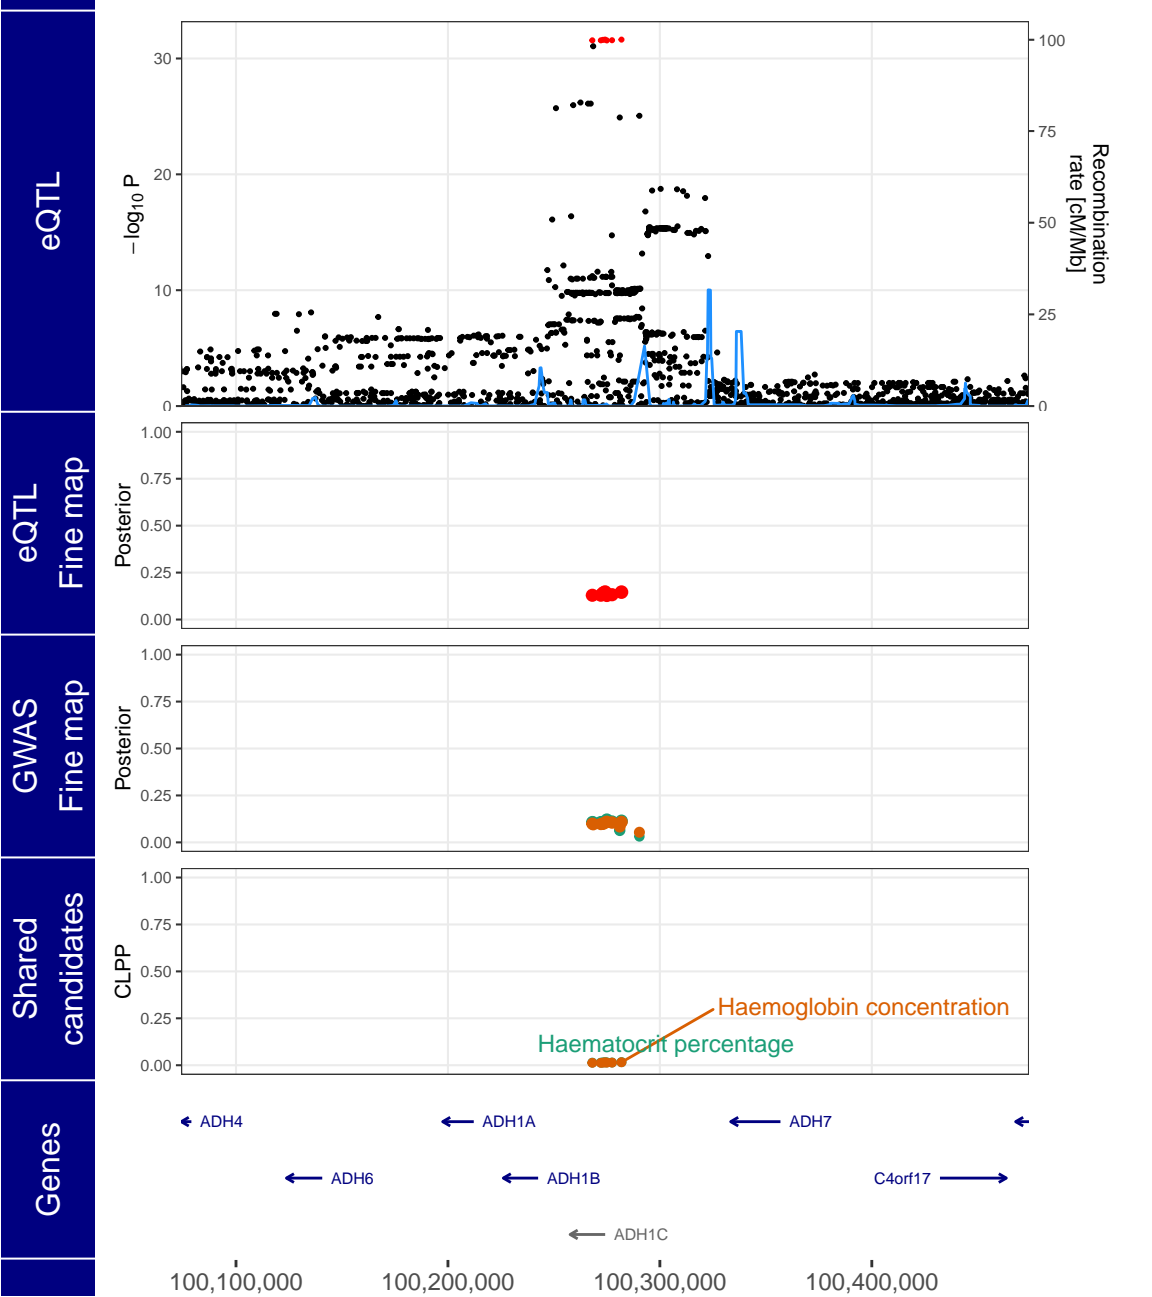 eQTL
−log10 P
30
20
10
0
100
75
50
25
0
Recombination
rate [cM/Mb]
eQTL
Fine map
Posterior
1.00
0.75
0.50
0.25
0.00
GWAS
Fine map
Posterior
1.00
0.75
0.50
0.25
0.00
Shared
candidates
CLPP
1.00
0.75
0.50
0.25
0.00
Haemoglobin concentration
Haematocrit percentage
Genes
ADH4
ADH1A
ADH7
ADH6
ADH1B
C4orf17
ADH1C
100,100,000
100,200,000
100,300,000
100,400,000